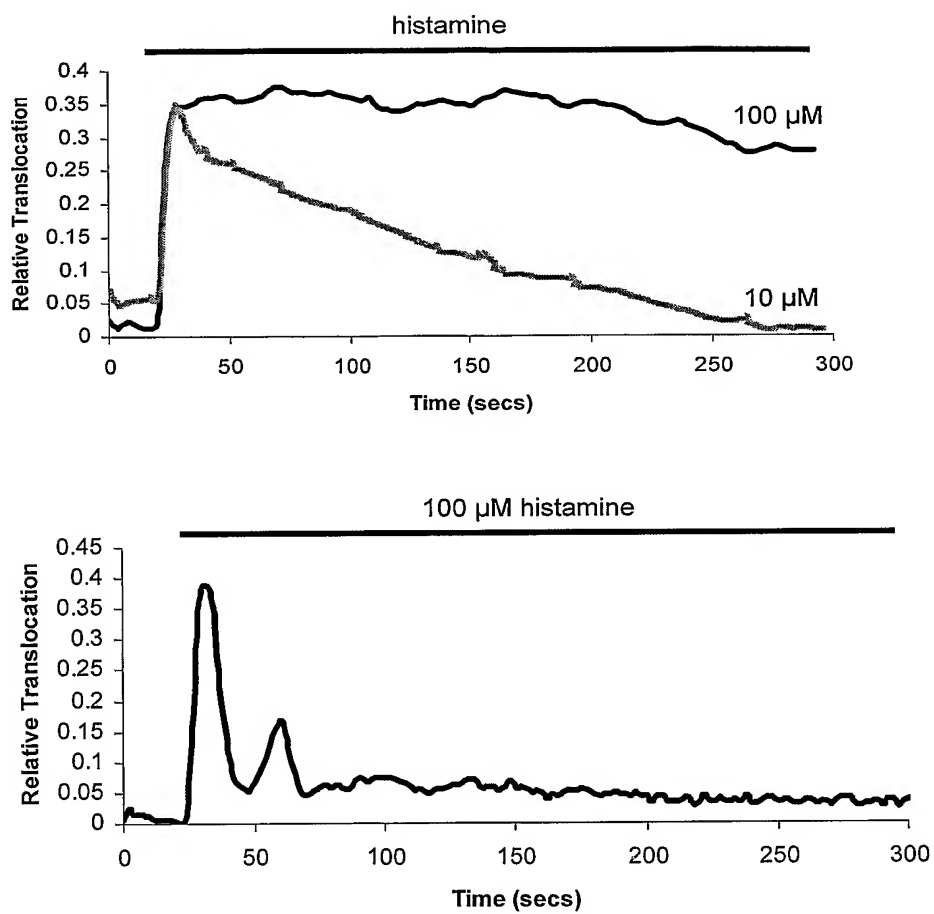 histamine
0.4
0.35
0.3
0.25
0.2
0.15
0.1
0.05
0
Relative Translocation
100 µM
10 µM
0 50 100 150 200 250 300
Time (secs)
100 µM histamine
0.45
0.4
0.35
0.3
0.25
0.2
0.15
0.1
0.05
0
Relative Translocation
0 50 100 150 200 250 300
Time (secs)